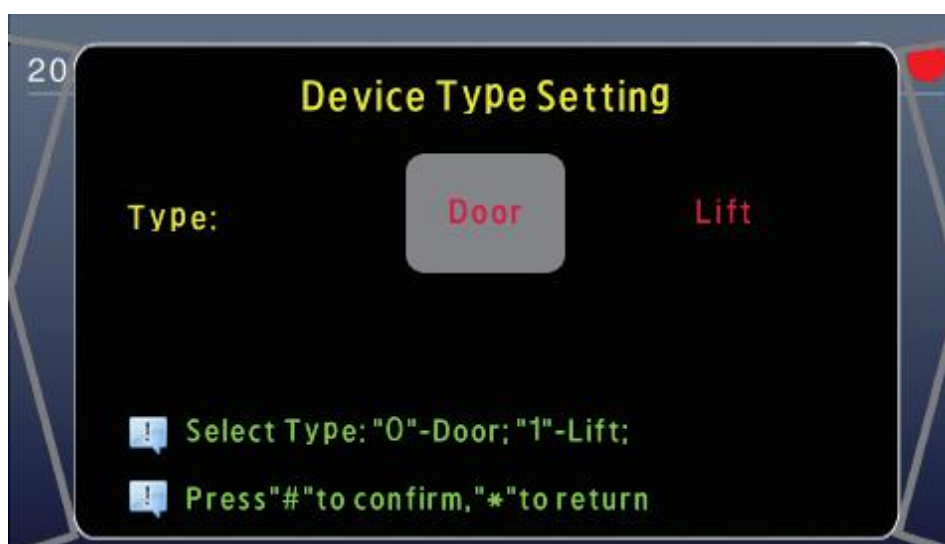 20
Device Type Setting
Type: Door Lift
Select Type: "0"-Door; "1"-Lift;
Press"#"to confirm,"*"to return